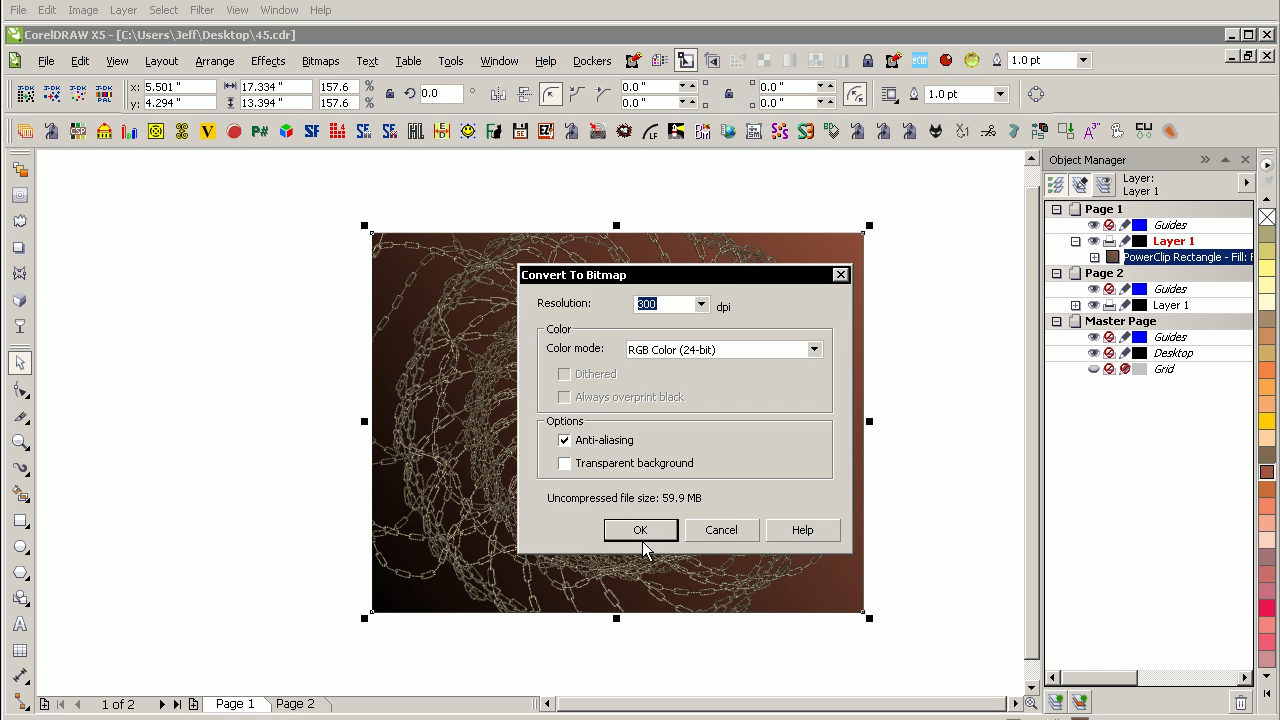 File Edit Image Layer Select Filter View Window Help
CorelDRAW X5 - [C:\Users\Jeff\Desktop\45.cdr]
File Edit View Layout Arrange Effects Bitmaps Text Table Tools Window Help Dockers 1.0 pt
x: 5.501 " 17.334 " 157.6 % 0.0 0.0 " 0.0 " 1.0 pt
y: 4.294 " 13.394 " 157.6 % 0.0 " 0.0 "
Object Manager
Layer:
Layer 1
Page 1
Guides
Layer 1
PowerClip Rectangle - Fill: F
Page 2
Guides
Layer 1
Master Page
Guides
Desktop
Grid
Convert To Bitmap
Resolution: 300 dpi
Color
Color mode: RGB Color (24-bit)
Dithered
Always overprint black
Options
Anti-aliasing
Transparent background
Uncompressed file size: 59.9 MB
OK Cancel Help
1 of 2 Page 1 Page 2